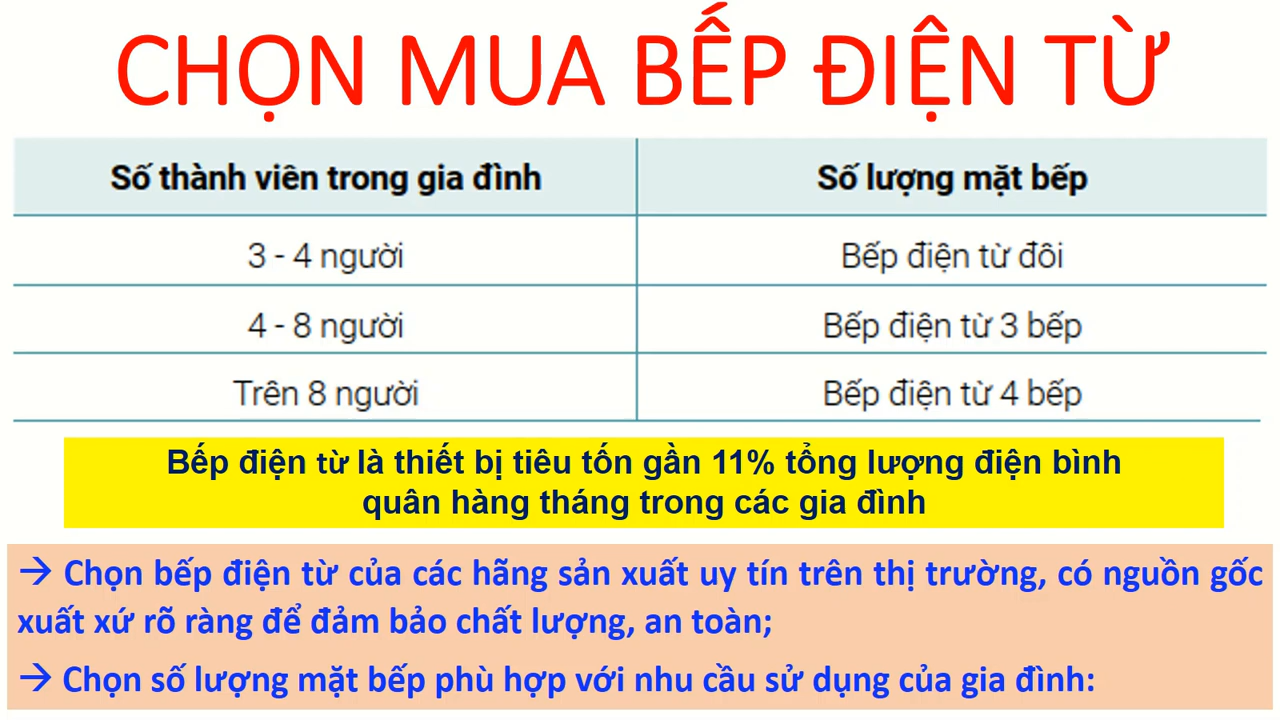 CHỌN MUA BẾP ĐIỆN TỪ
Số thành viên trong gia đình Số lượng mặt bếp
3 - 4 người Bếp điện từ đôi
4 - 8 người Bếp điện từ 3 bếp
Trên 8 người Bếp điện từ 4 bếp
Bếp điện từ là thiết bị tiêu tốn gần 11% tổng lượng điện bình
quân hàng tháng trong các gia đình
→ Chọn bếp điện từ của các hãng sản xuất uy tín trên thị trường, có nguồn gốc
xuất xứ rõ ràng để đảm bảo chất lượng, an toàn;
→ Chọn số lượng mặt bếp phù hợp với nhu cầu sử dụng của gia đình: